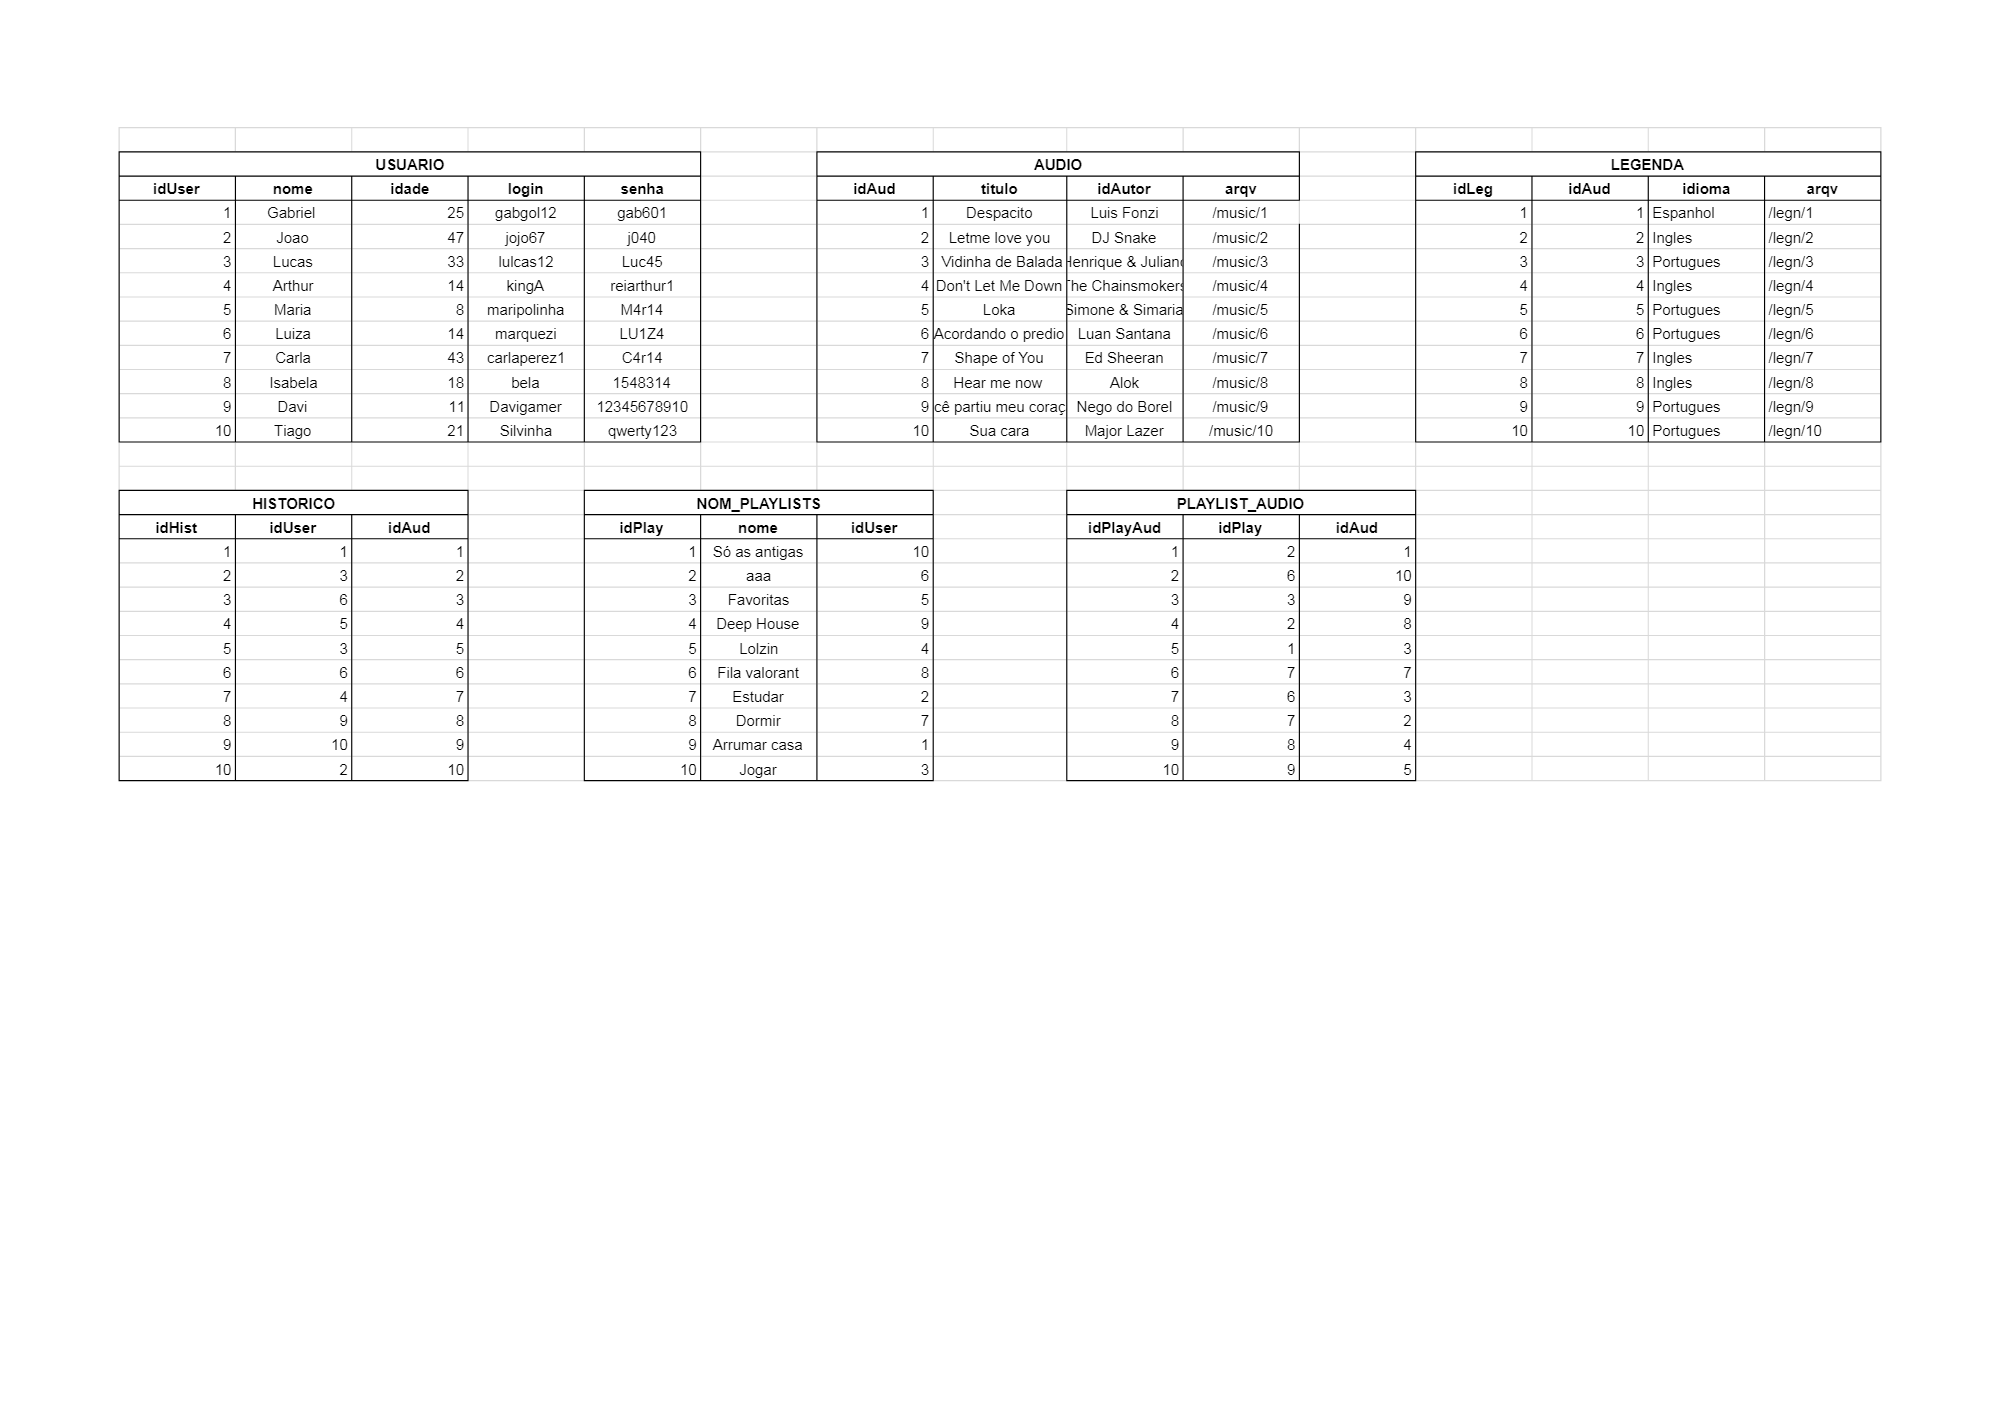 USUARIO AUDIO LEGENDA
idUser nome idade login senha idAud titulo idAutor arqv idLeg idAud idioma arqv
1 Gabriel 25 gabgol12 gab601 1 Despacito Luis Fonzi /music/1 1 1 Espanhol /legn/1
2 Joao 47 jojo67 j040 2 Letme love you DJ Snake /music/2 2 2 Ingles /legn/2
3 Lucas 33 lulcas12 Luc45 3 Vidinha de Balada Henrique & Juliano /music/3 3 3 Portugues /legn/3
4 Arthur 14 kingA reiarthur1 4 Don't Let Me Down The Chainsmokers /music/4 4 4 Ingles /legn/4
5 Maria 8 maripolinha M4r14 5 Loka Simone & Simaria /music/5 5 5 Portugues /legn/5
6 Luiza 14 marquezi LU1Z4 6 Acordando o predio Luan Santana /music/6 6 6 Portugues /legn/6
7 Carla 43 carlaperez1 C4r14 7 Shape of You Ed Sheeran /music/7 7 7 Ingles /legn/7
8 Isabela 18 bela 1548314 8 Hear me now Alok /music/8 8 8 Ingles /legn/8
9 Davi 11 Davigamer 12345678910 9 cê partiu meu coraç Nego do Borel /music/9 9 9 Portugues /legn/9
10 Tiago 21 Silvinha qwerty123 10 Sua cara Major Lazer /music/10 10 10 Portugues /legn/10
HISTORICO NOM_PLAYLISTS PLAYLIST_AUDIO
idHist idUser idAud idPlay nome idUser idPlayAud idPlay idAud
1 1 1 1 Só as antigas 10 1 2 1
2 3 2 2 aaa 6 2 6 10
3 6 3 3 Favoritas 5 3 3 9
4 5 4 4 Deep House 9 4 2 8
5 3 5 5 Lolzin 4 5 1 3
6 6 6 6 Fila valorant 8 6 7 7
7 4 7 7 Estudar 2 7 6 3
8 9 8 8 Dormir 7 8 7 2
9 10 9 9 Arrumar casa 1 9 8 4
10 2 10 10 Jogar 3 10 9 5